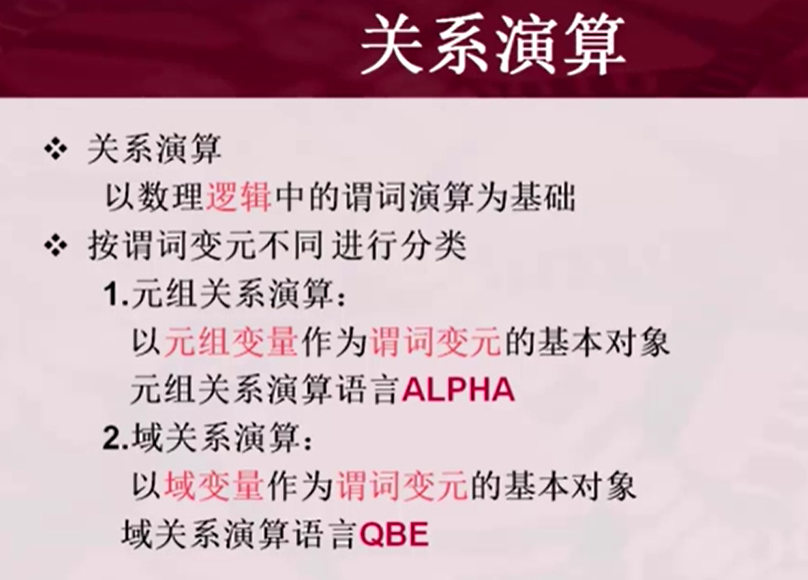 关系演算
❖ 关系演算
以数理逻辑中的谓词演算为基础
❖ 按谓词变元不同进行分类
1.元组关系演算：
以元组变量作为谓词变元的基本对象
元组关系演算语言ALPHA
2.域关系演算：
以域变量作为谓词变元的基本对象
域关系演算语言QBE